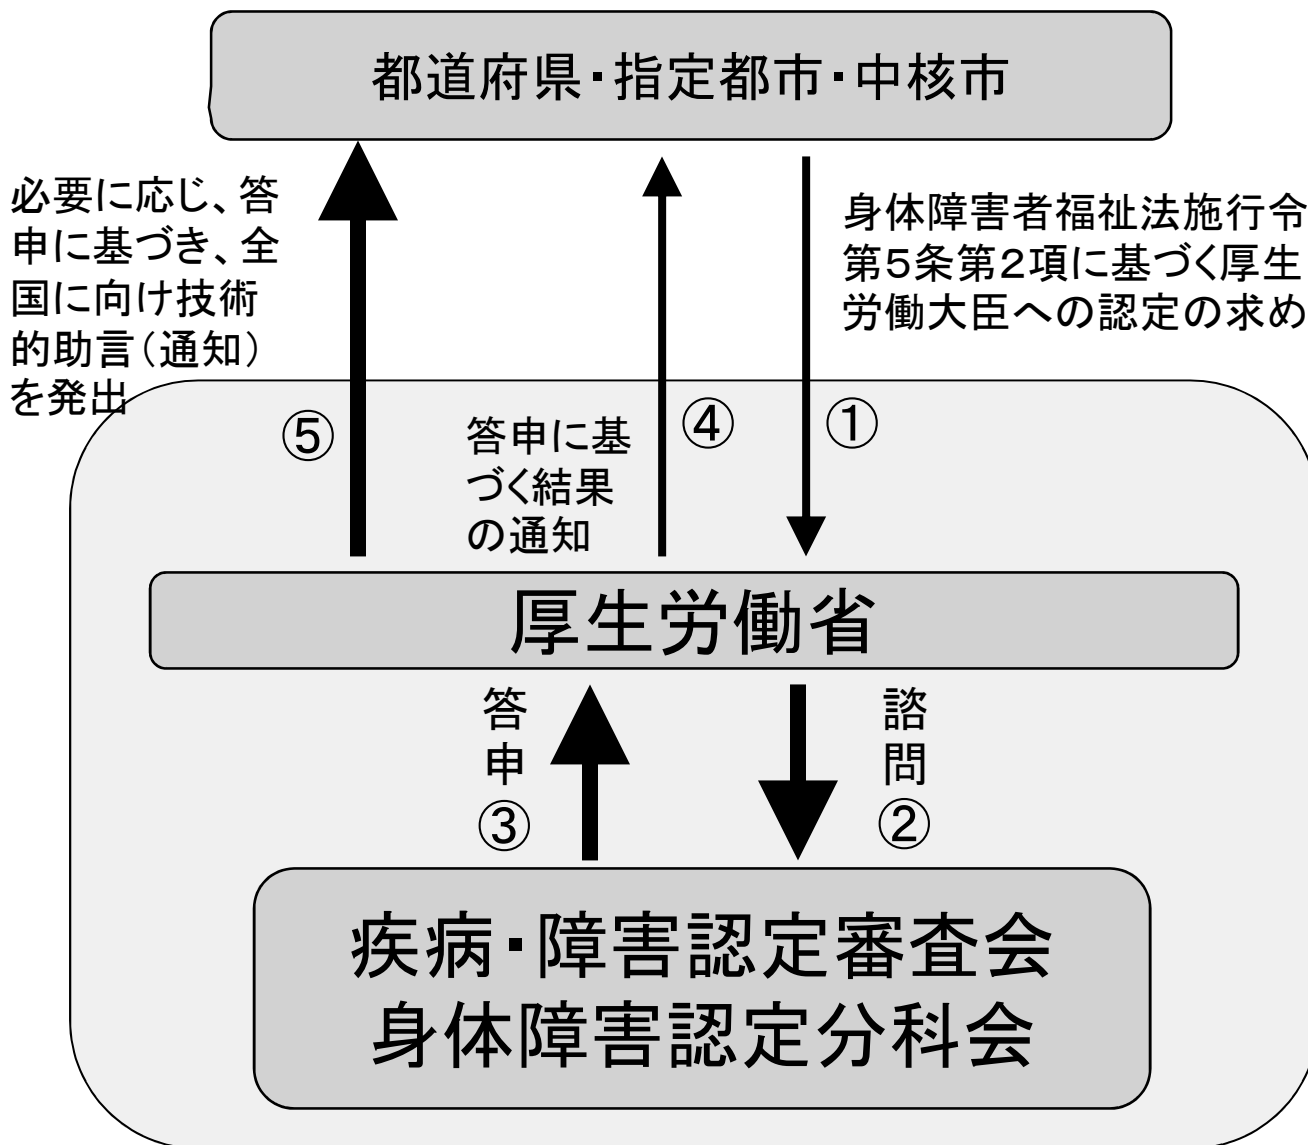 都道府県・指定都市・中核市
必要に応じ、答
申に基づき、全
国に向け技術
的助言（通知）
を発出
身体障害者福祉法施行令
第５条第２項に基づく厚生
労働大臣への認定の求め
⑤
答申に基
づく結果
の通知
④
①
厚生労働省
答申
③
諮問
②
疾病・障害認定審査会
身体障害認定分科会